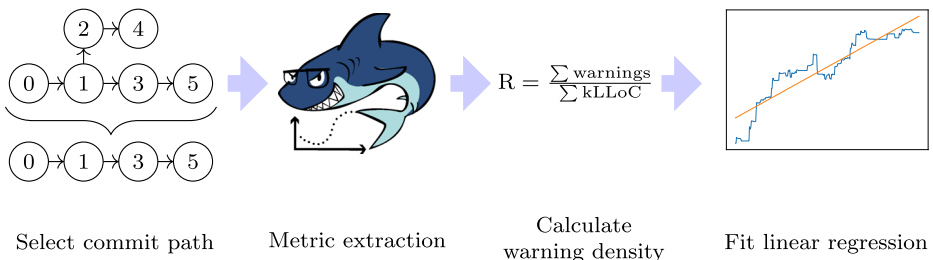 2 4
0 1 3 5
0 1 3 5
R = ∑ warnings / ∑ kLLoC
Select commit path
Metric extraction
Calculate
warning density
Fit linear regression